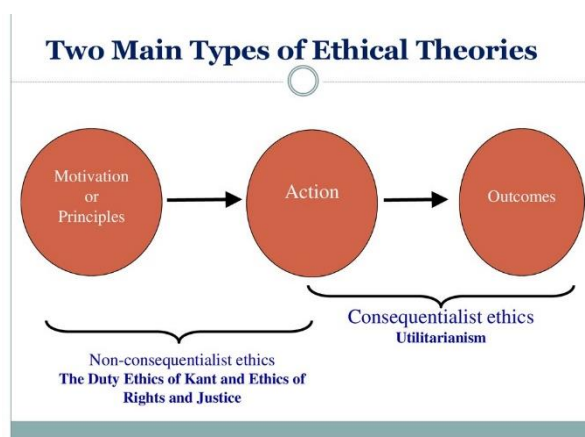 Two Main Types of Ethical Theories
Motivation
or
Principles
Action
Outcomes
Consequentialist ethics
Utilitarianism
Non-consequentialist ethics
The Duty Ethics of Kant and Ethics of
Rights and Justice